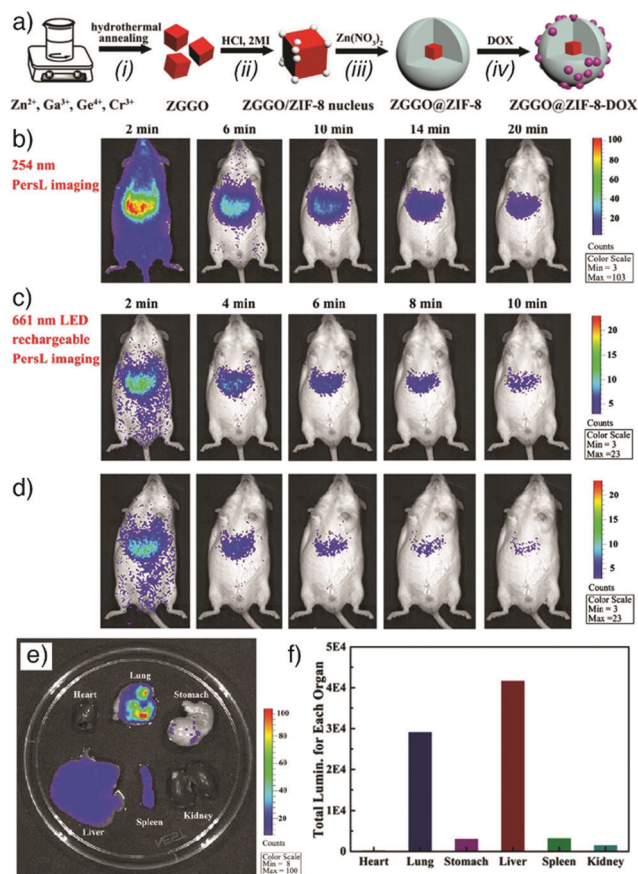 a)
hydrothermal
annealing
(i)
HCl, 2MI
(ii)
Zn(NO₃)₂
(iii)
DOX
(iv)
Zn²⁺, Ga³⁺, Ge⁴⁺, Cr³⁺
ZGGO
ZGGO/ZIF-8 nucleus
ZGGO@ZIF-8
ZGGO@ZIF-8-DOX
b)
2 min
6 min
10 min
14 min
20 min
254 nm
PersL imaging
100
80
60
40
20
Counts
Color Scale
Min = 3
Max = 103
c)
2 min
4 min
6 min
8 min
10 min
661 nm LED
rechargeable
PersL imaging
20
15
10
5
Counts
Color Scale
Min = 3
Max = 23
d)
20
15
10
5
Counts
Color Scale
Min = 3
Max = 23
e)
Heart
Lung
Stomach
Liver
Spleen
Kidney
100
80
60
40
20
Counts
Color Scale
Min = 8
Max = 100
f)
Total Lumin. for Each Organ
5E4
4E4
3E4
2E4
1E4
0
Heart
Lung
Stomach
Liver
Spleen
Kidney